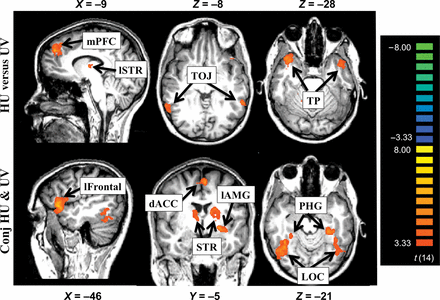 X = –9
Z = –8
Z = –28
HU versus UV
mPFC
lSTR
TOJ
TP
–8.00
–3.33
8.00
3.33
t (14)
Conj HU & UV
lFrontal
dACC
lAMG
STR
PHG
LOC
X = –46
Y = –5
Z = –21